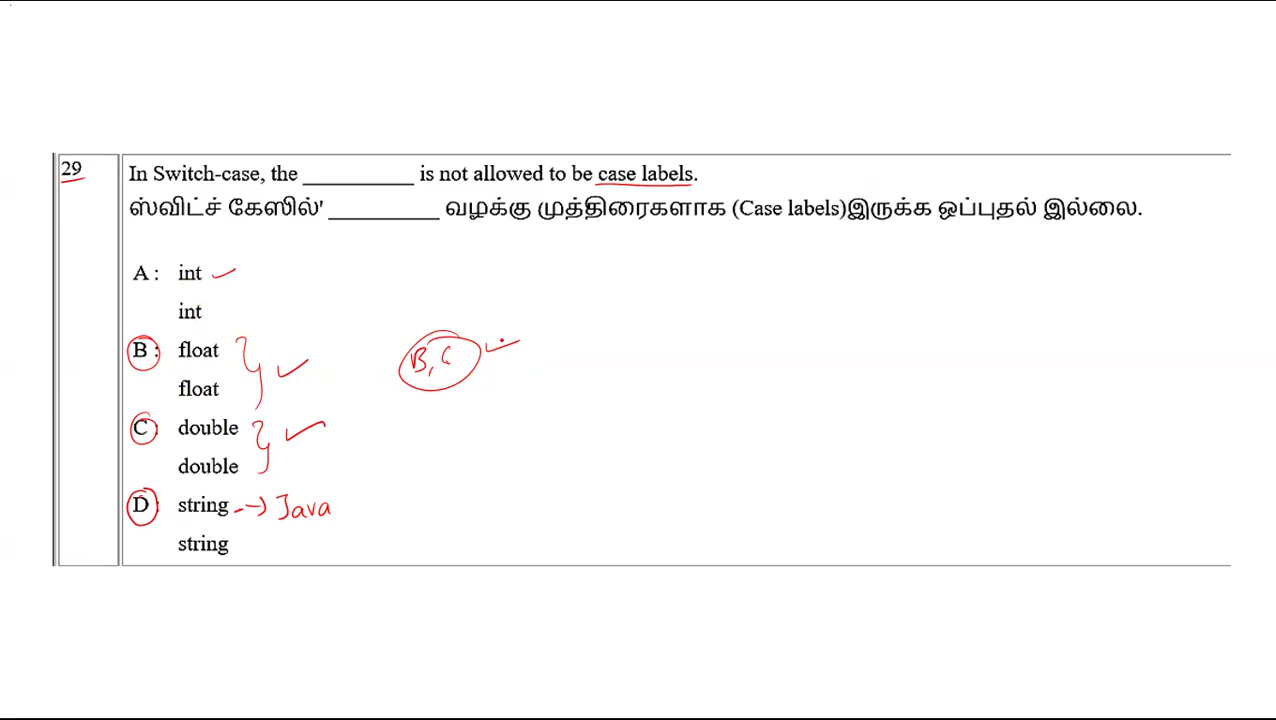 29
In Switch-case, the __________ is not allowed to be case labels.
ஸ்விட்ச் கேஸில்' __________ வழக்கு முத்திரைகளாக (Case labels)இருக்க ஒப்புதல் இல்லை.
A : int
int
B : float
float
B, C
C : double
double
D : string --> Java
string